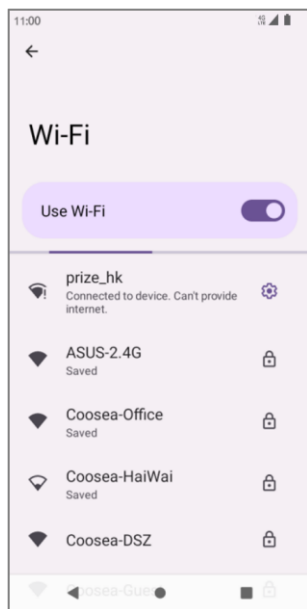 11:00
Wi-Fi
Use Wi-Fi
prize_hk
Connected to device. Can't provide
internet.
ASUS-2.4G
Saved
Coosea-Office
Saved
Coosea-HaiWai
Saved
Coosea-DSZ